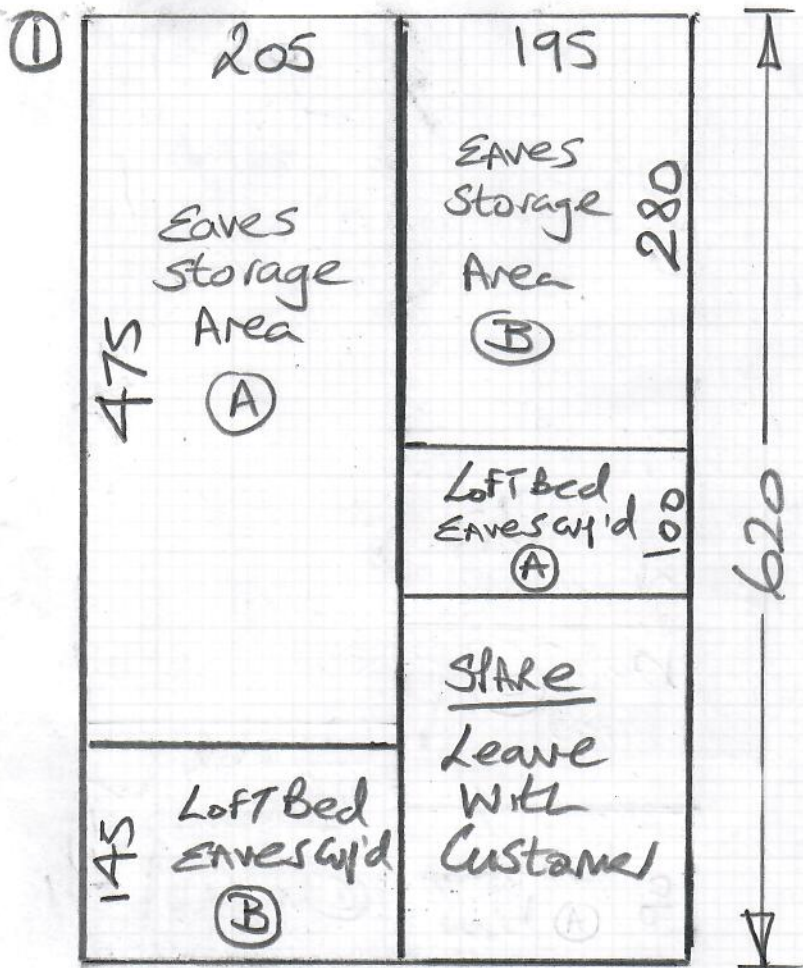 1
205
195
Eaves
Storage
Area
A
475
EAves
Storage
Area
B
280
LoFT Bed
EAves Cup'd
A
100
620
SPARe
Leave
With
Customer
LoFT Bed
EAves Cup'd
B
145